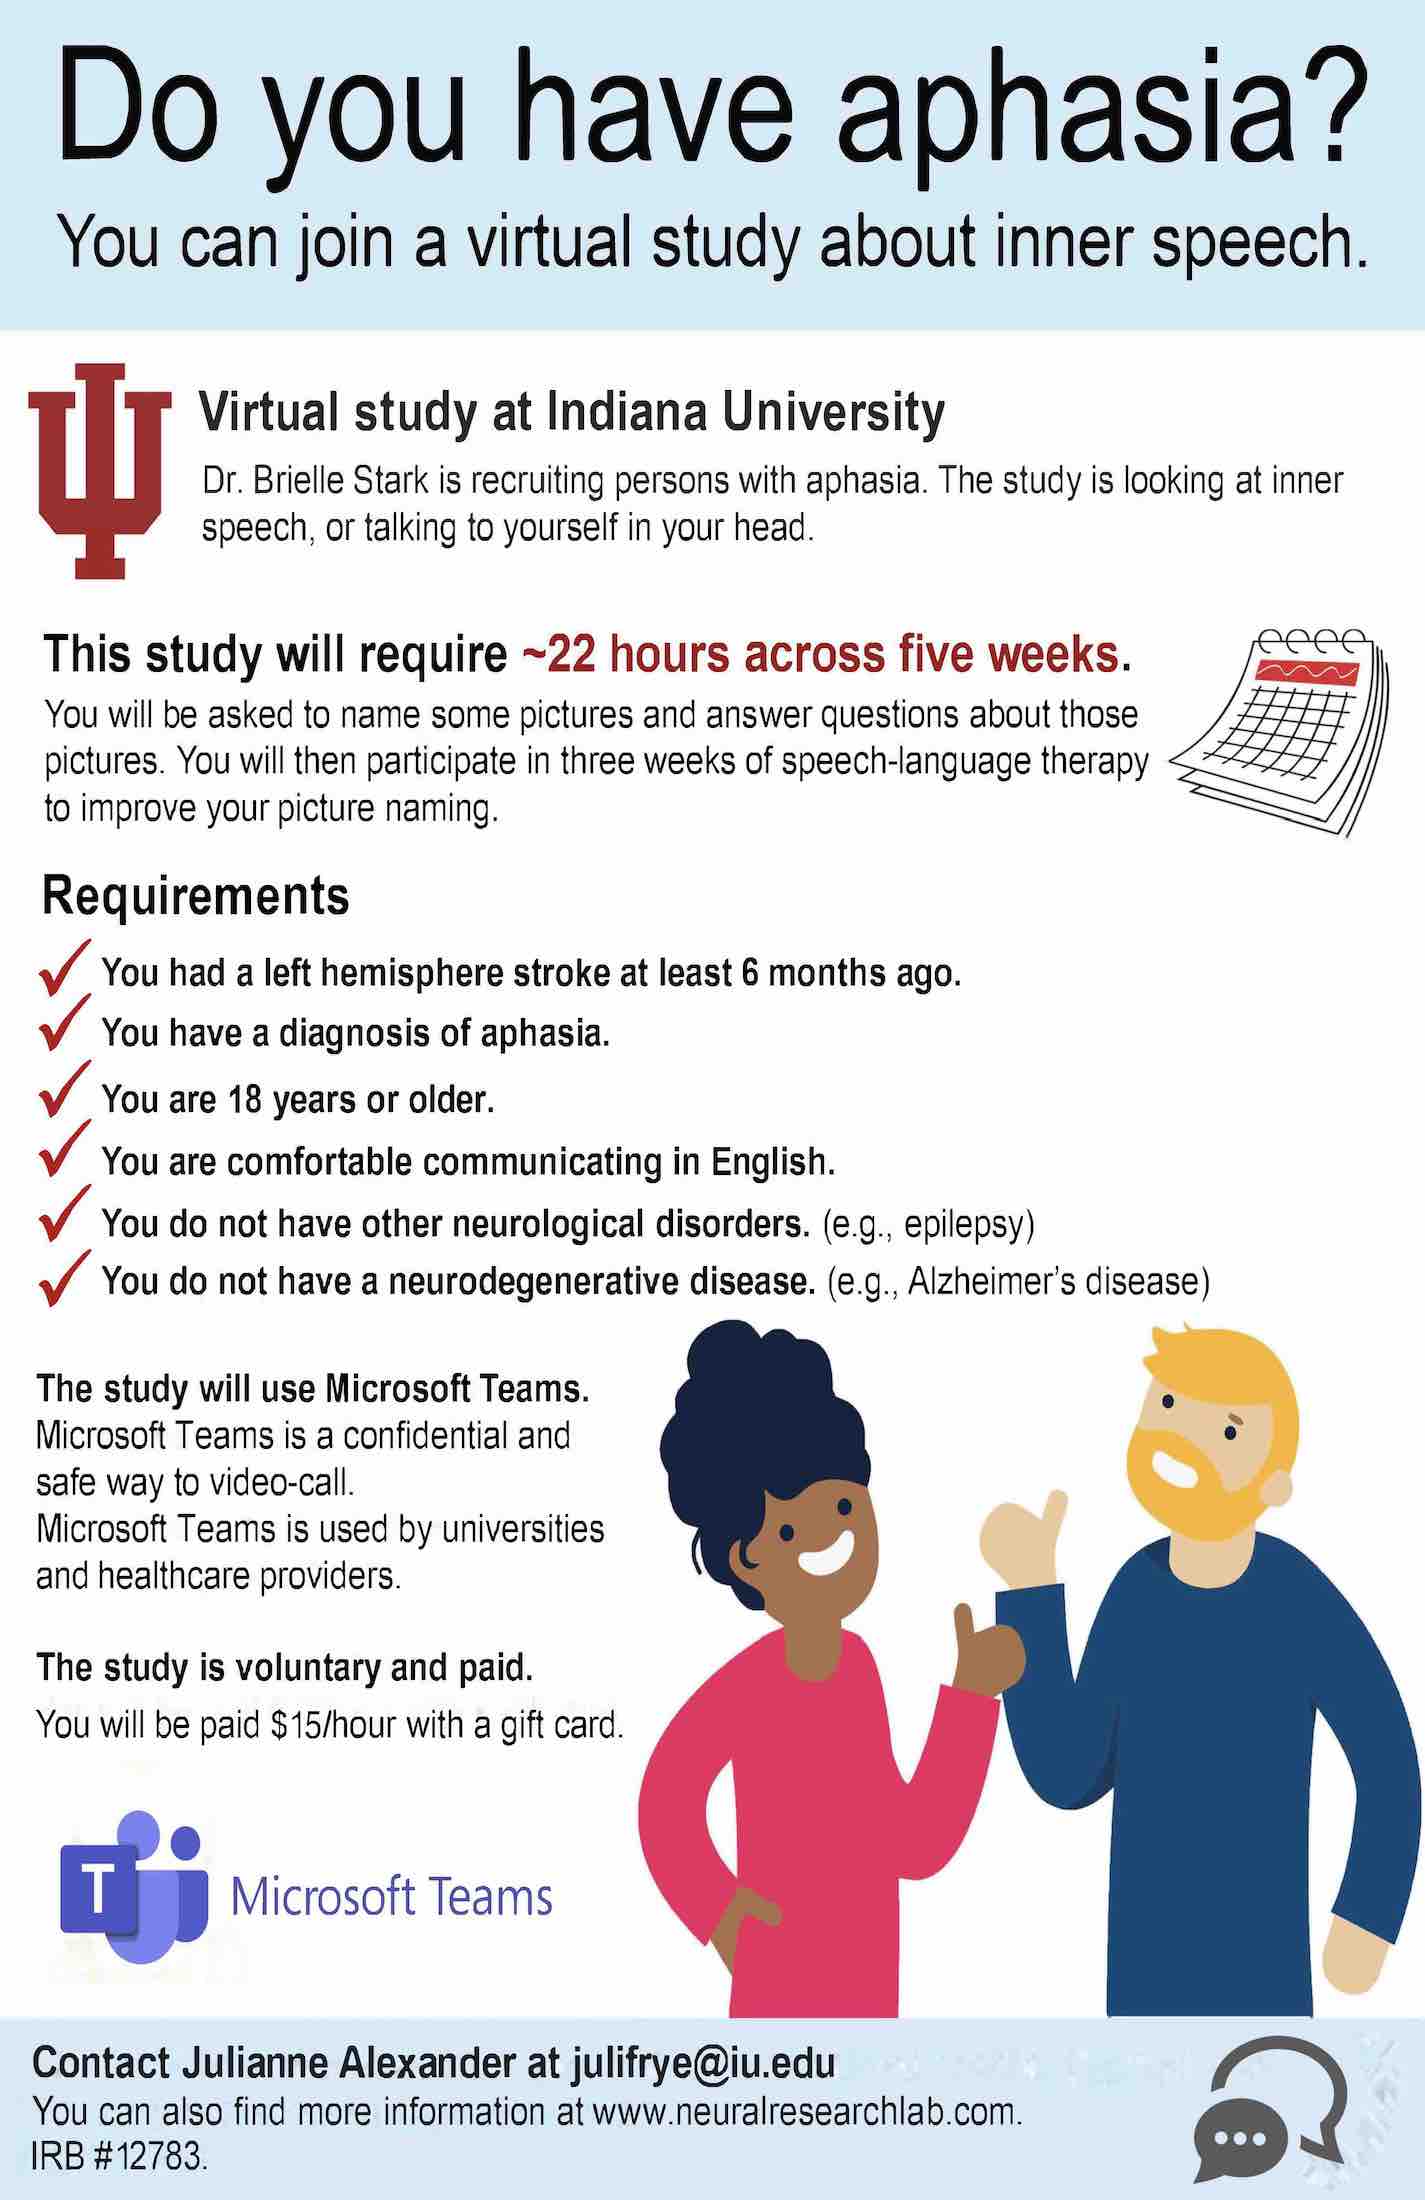 Do you have aphasia?
You can join a virtual study about inner speech.
Virtual study at Indiana University
Dr. Brielle Stark is recruiting persons with aphasia. The study is looking at inner
speech, or talking to yourself in your head.
This study will require ~22 hours across five weeks.
You will be asked to name some pictures and answer questions about those
pictures. You will then participate in three weeks of speech-language therapy
to improve your picture naming.
Requirements
You had a left hemisphere stroke at least 6 months ago.
You have a diagnosis of aphasia.
You are 18 years or older.
You are comfortable communicating in English.
You do not have other neurological disorders. (e.g., epilepsy)
You do not have a neurodegenerative disease. (e.g., Alzheimer's disease)
The study will use Microsoft Teams.
Microsoft Teams is a confidential and
safe way to video-call.
Microsoft Teams is used by universities
and healthcare providers.
The study is voluntary and paid.
You will be paid $15/hour with a gift card.
T Microsoft Teams
Contact Julianne Alexander at julifrye@iu.edu
You can also find more information at www.neuralresearchlab.com.
IRB #12783.